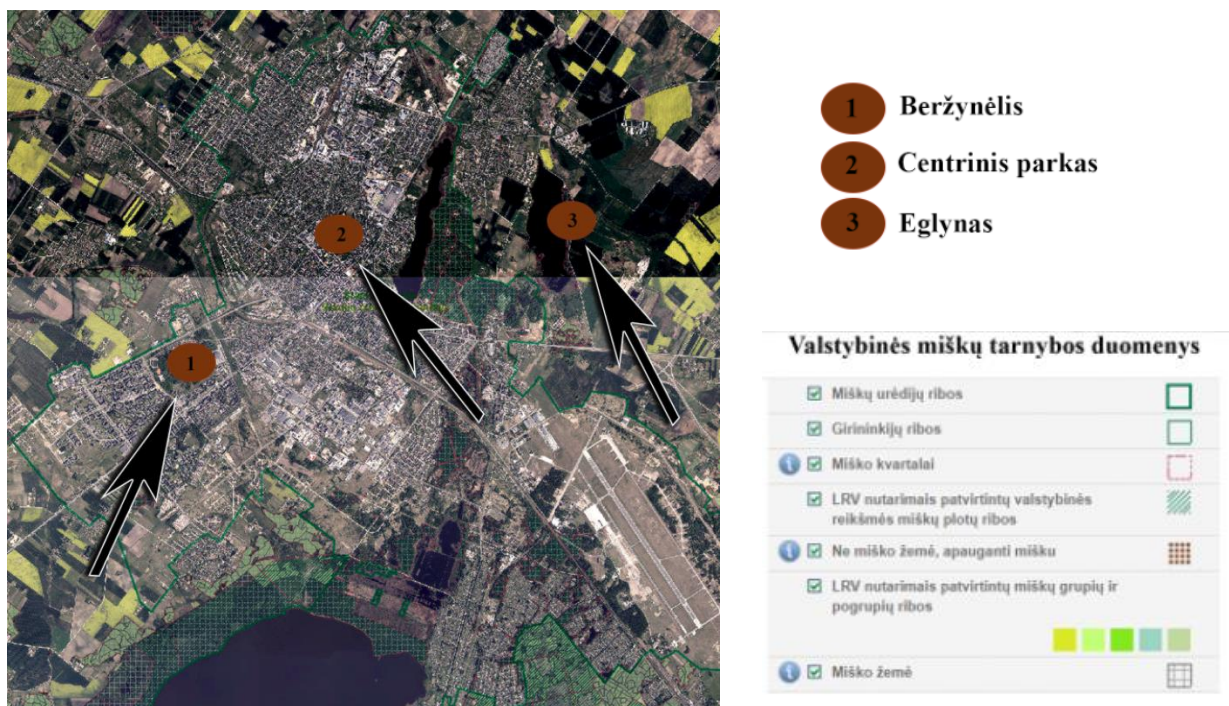 1
2
3
1 Beržynėlis
2 Centrinis parkas
3 Eglynas
Valstybinės miškų tarnybos duomenys
Miškų urėdijų ribos
Girininkijų ribos
Miško kvartalai
LRV nutarimais patvirtintų valstybinės
reikšmės miškų plotų ribos
Ne miško žemė, apauganti mišku
LRV nutarimais patvirtintų miškų grupių ir
pogrupių ribos
Miško žemė